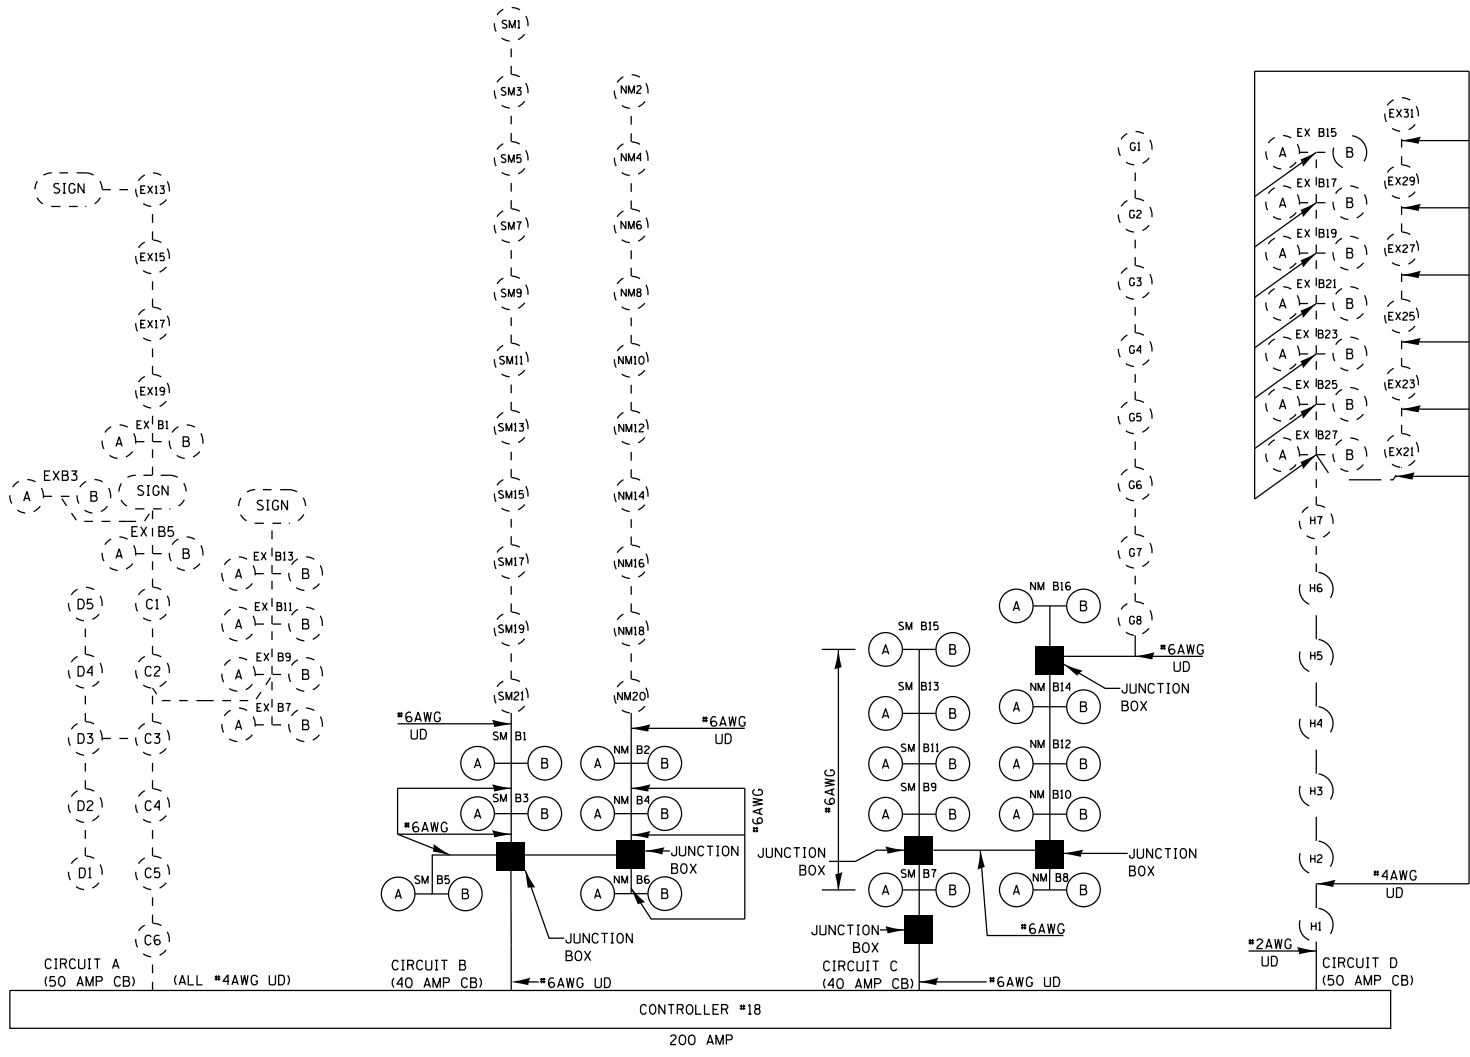 SIGN
EX13
EX15
EX17
EX19
EX B1
A
B
EXB3
A
B
SIGN
EX B5
A
B
SIGN
EX B13
A
B
EX B11
A
B
EX B9
A
B
EX B7
A
B
D5
D4
D3
D2
D1
C1
C2
C3
C4
C5
C6
CIRCUIT A
(50 AMP CB)
(ALL #4AWG UD)
SM1
SM3
SM5
SM7
SM9
SM11
SM13
SM15
SM17
SM19
SM21
NM2
NM4
NM6
NM8
NM10
NM12
NM14
NM16
NM18
NM20
#6AWG
UD
#6AWG
UD
SM B1
A
B
NM B2
A
B
SM B3
A
B
NM B4
A
B
#6AWG
#6AWG
JUNCTION
BOX
SM B5
A
B
NM B6
A
B
JUNCTION
BOX
CIRCUIT B
(40 AMP CB)
#6AWG UD
G1
G2
G3
G4
G5
G6
G7
G8
#6AWG
UD
NM B16
A
B
JUNCTION
BOX
SM B15
A
B
SM B13
A
B
NM B14
A
B
SM B11
A
B
NM B12
A
B
SM B9
A
B
NM B10
A
B
#6AWG
JUNCTION
BOX
JUNCTION
BOX
SM B7
A
B
NM B8
A
B
JUNCTION
BOX
#6AWG
CIRCUIT C
(40 AMP CB)
#6AWG UD
EX B15
A
B
EX B17
A
B
EX B19
A
B
EX B21
A
B
EX B23
A
B
EX B25
A
B
EX B27
A
B
EX31
EX29
EX27
EX25
EX23
EX21
H7
H6
H5
H4
H3
H2
H1
#4AWG
UD
#2AWG
UD
CIRCUIT D
(50 AMP CB)
CONTROLLER #18
200 AMP